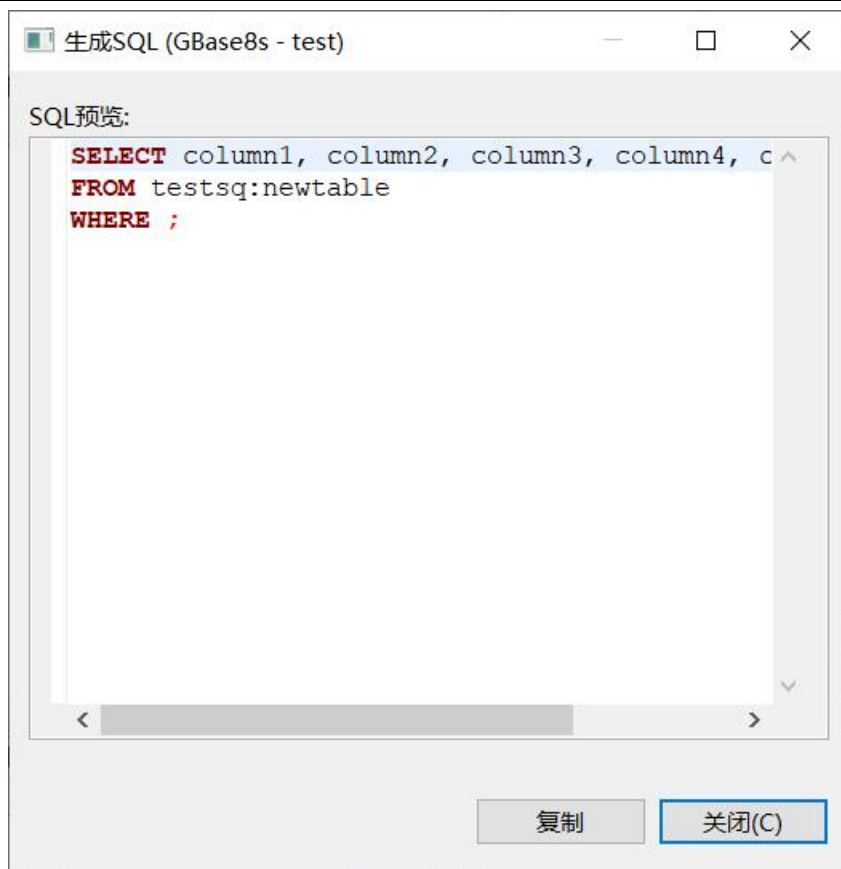 生成SQL (GBase8s - test)
SQL预览:
SELECT column1, column2, column3, column4, c
FROM testsq:newtable
WHERE ;
复制
关闭(C)